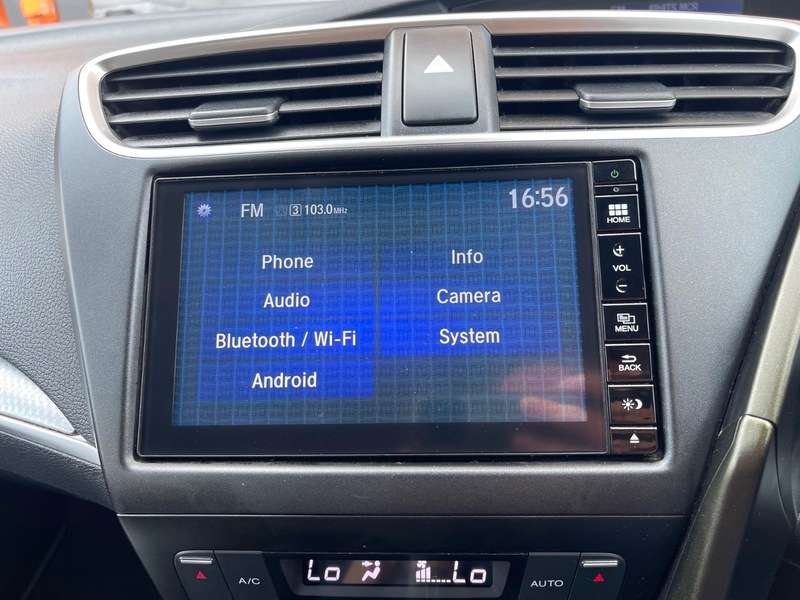 FM 3 103.0 MHz 16:56
Phone Info
Audio Camera
Bluetooth / Wi-Fi System
Android
HOME
VOL
MENU
BACK
A/C Lo Lo AUTO